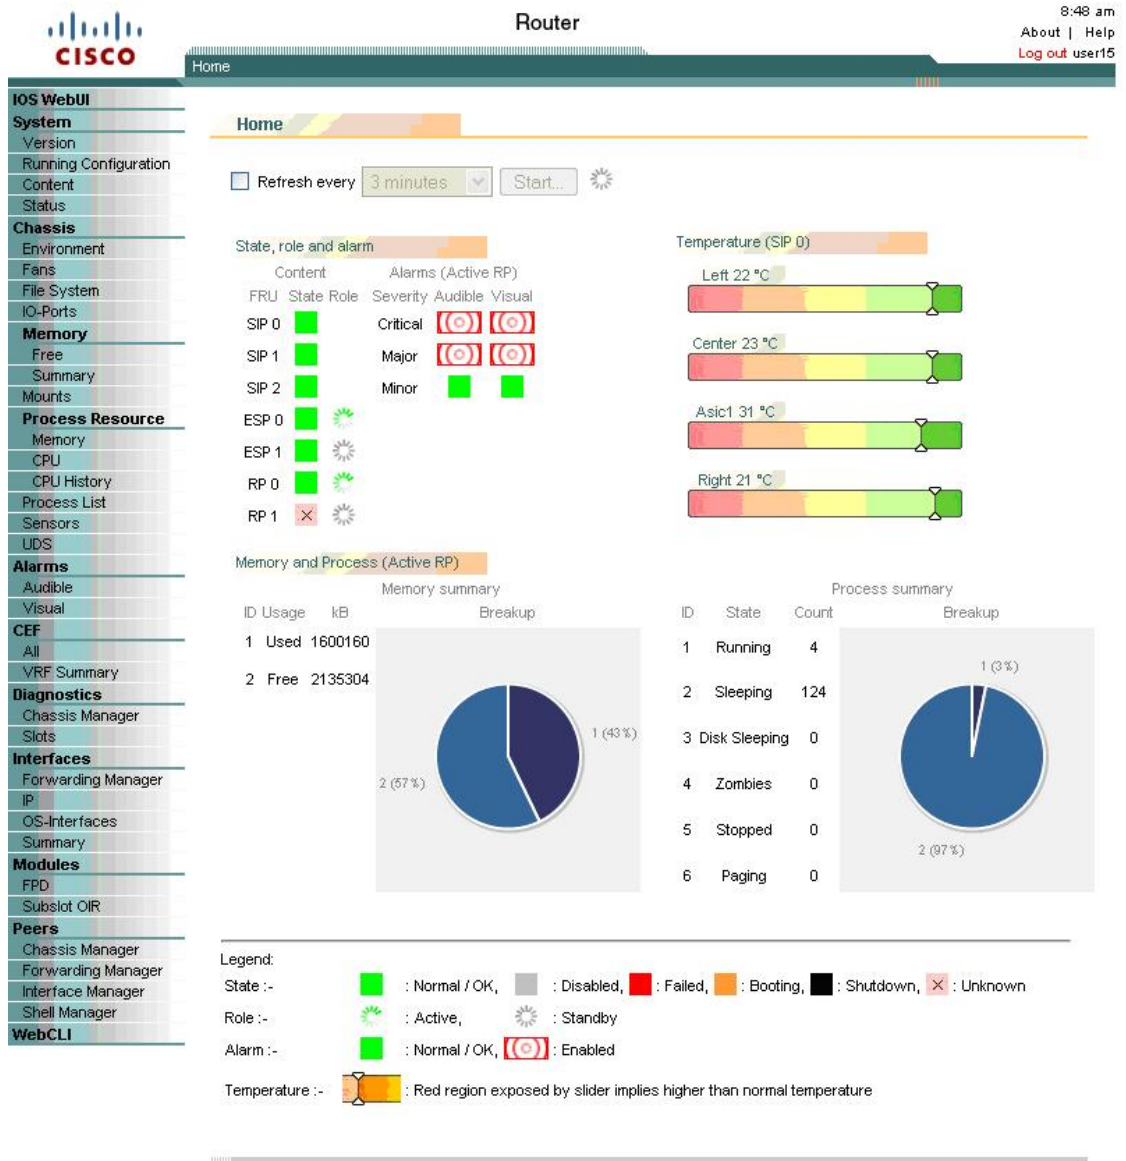 CISCO
Router
8:48 am
About | Help
Log out user15
Home
IOS WebUI
System
Version
Running Configuration
Content
Status
Chassis
Environment
Fans
File System
IO-Ports
Memory
Free
Summary
Mounts
Process Resource
Memory
CPU
CPU History
Process List
Sensors
UDS
Alarms
Audible
Visual
CEF
All
VRF Summary
Diagnostics
Chassis Manager
Slots
Interfaces
Forwarding Manager
IP
OS-Interfaces
Summary
Modules
FPD
Subslot OIR
Peers
Chassis Manager
Forwarding Manager
Interface Manager
Shell Manager
WebCLI
Home
Refresh every 3 minutes Start...
State, role and alarm
Content Alarms (Active RP)
FRU State Role Severity Audible Visual
SIP 0 Critical
SIP 1 Major
SIP 2 Minor
ESP 0
ESP 1
RP 0
RP 1
Temperature (SIP 0)
Left 22 °C
Center 23 °C
Asic1 31 °C
Right 21 °C
Memory and Process (Active RP)
Memory summary
ID Usage kB Breakup
1 Used 1600160
2 Free 2135304
1 (43%)
2 (57%)
Process summary
ID State Count Breakup
1 Running 4
2 Sleeping 124
3 Disk Sleeping 0
4 Zombies 0
5 Stopped 0
6 Paging 0
1 (3%)
2 (97%)
Legend:
State :- : Normal / OK, : Disabled, : Failed, : Booting, : Shutdown, : Unknown
Role :- : Active, : Standby
Alarm :- : Normal / OK, : Enabled
Temperature :- : Red region exposed by slider implies higher than normal temperature